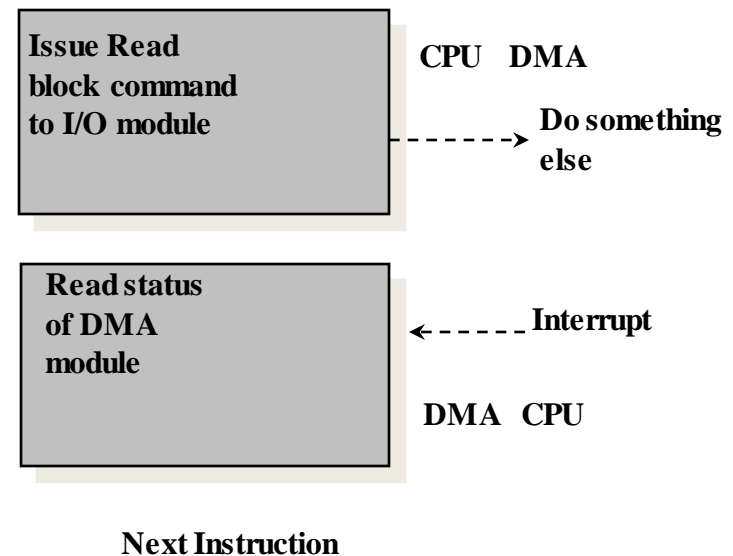 Issue Read
block command
to I/O module
CPU DMA
Do something
else
Read status
of DMA
module
Interrupt
DMA CPU
Next Instruction